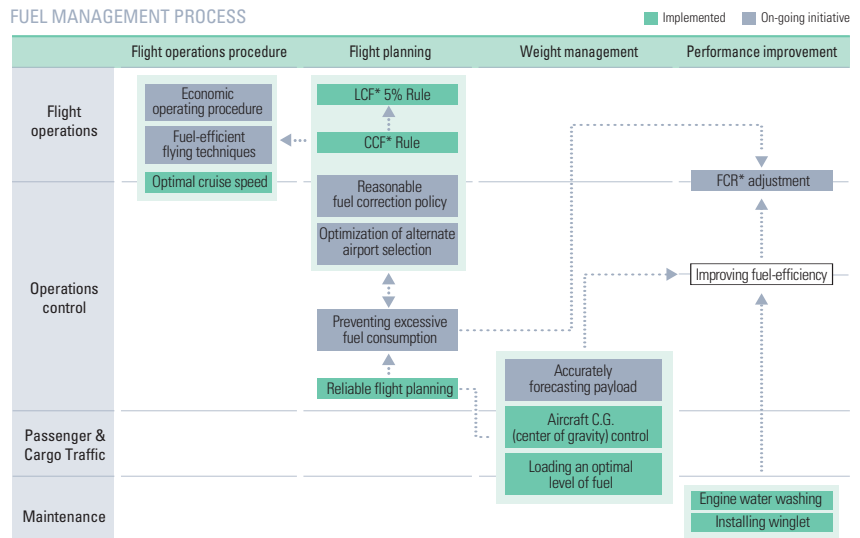 FUEL MANAGEMENT PROCESS
Implemented
On-going initiative
Flight operations procedure
Flight planning
Weight management
Performance improvement
Flight
operations
Economic
operating procedure
Fuel-efficient
flying techniques
Optimal cruise speed
LCF* 5% Rule
CCF* Rule
Reasonable
fuel correction policy
Optimization of alternate
airport selection
FCR* adjustment
Operations
control
Improving fuel-efficiency
Preventing excessive
fuel consumption
Reliable flight planning
Accurately
forecasting payload
Passenger &
Cargo Traffic
Aircraft C.G.
(center of gravity) control
Loading an optimal
level of fuel
Maintenance
Engine water washing
Installing winglet